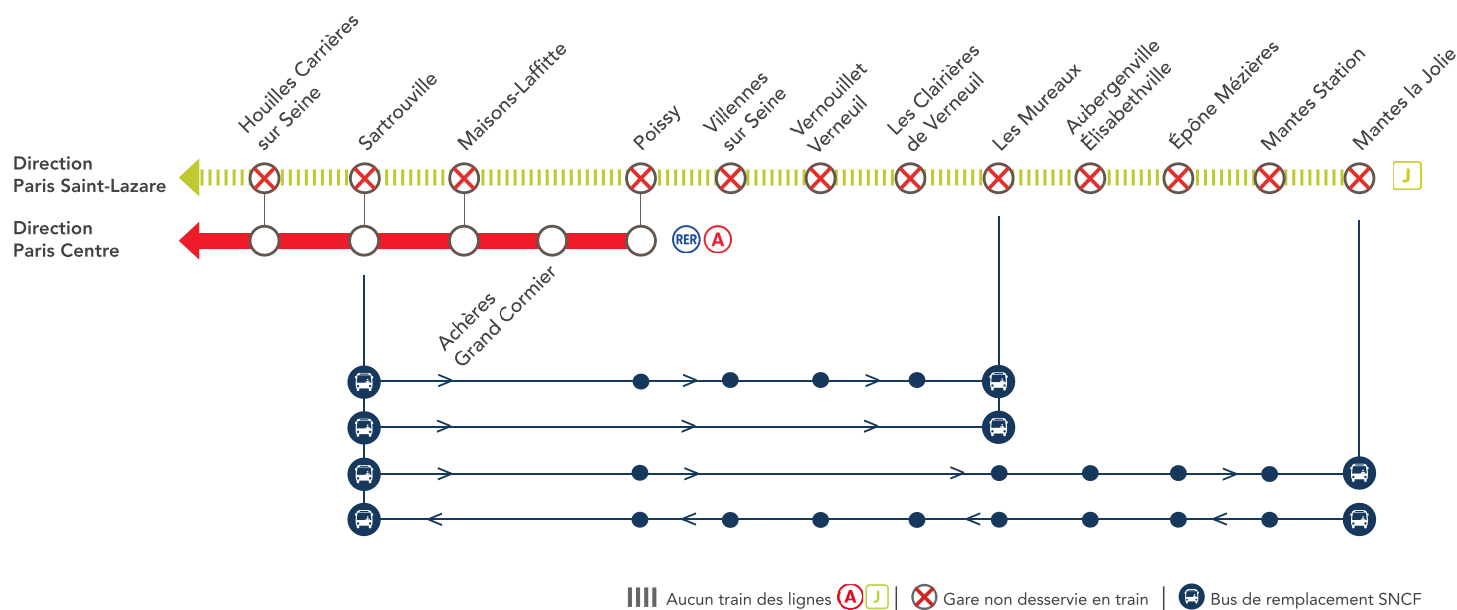 Houilles Carrières
sur Seine
Sartrouville
Maisons-Laffitte
Poissy
Villennes
sur Seine
Vernouillet
Verneuil
Les Clairières
de Verneuil
Les Mureaux
Aubergenville
Élisabethville
Épône Mézières
Mantes Station
Mantes la Jolie
Direction
Paris Saint-Lazare
J
Direction
Paris Centre
RER A
Achères
Grand Cormier
Aucun train des lignes A J | Gare non desservie en train | Bus de remplacement SNCF